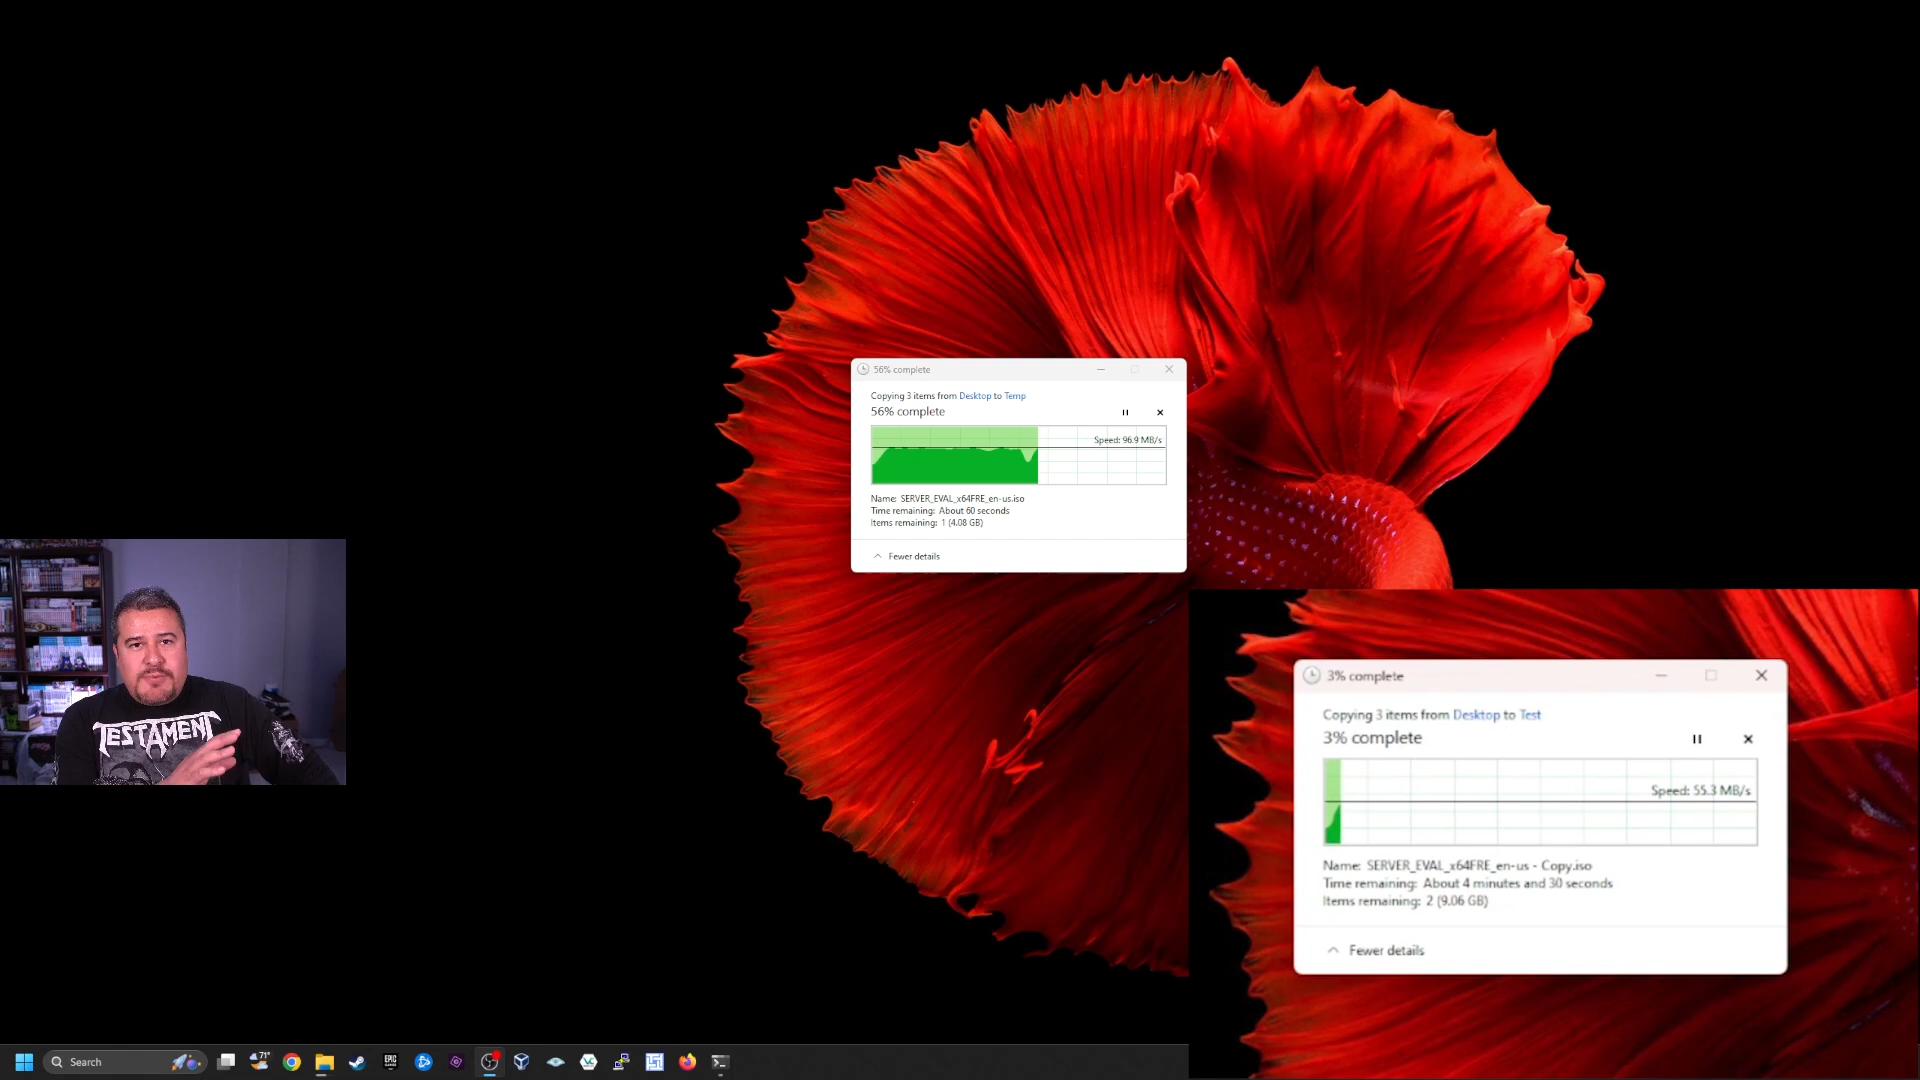 56% complete
Copying 3 items from Desktop to Temp
56% complete
Speed: 96.9 MB/s
Name: SERVER_EVAL_x64FRE_en-us.iso
Time remaining: About 60 seconds
Items remaining: 1 (4.08 GB)
Fewer details
TESTAMENT
3% complete
Copying 3 items from Desktop to Test
3% complete
Speed: 55.3 MB/s
Name: SERVER_EVAL_x64FRE_en-us - Copy.iso
Time remaining: About 4 minutes and 30 seconds
Items remaining: 2 (9.06 GB)
Fewer details
Search
71°
EPIC